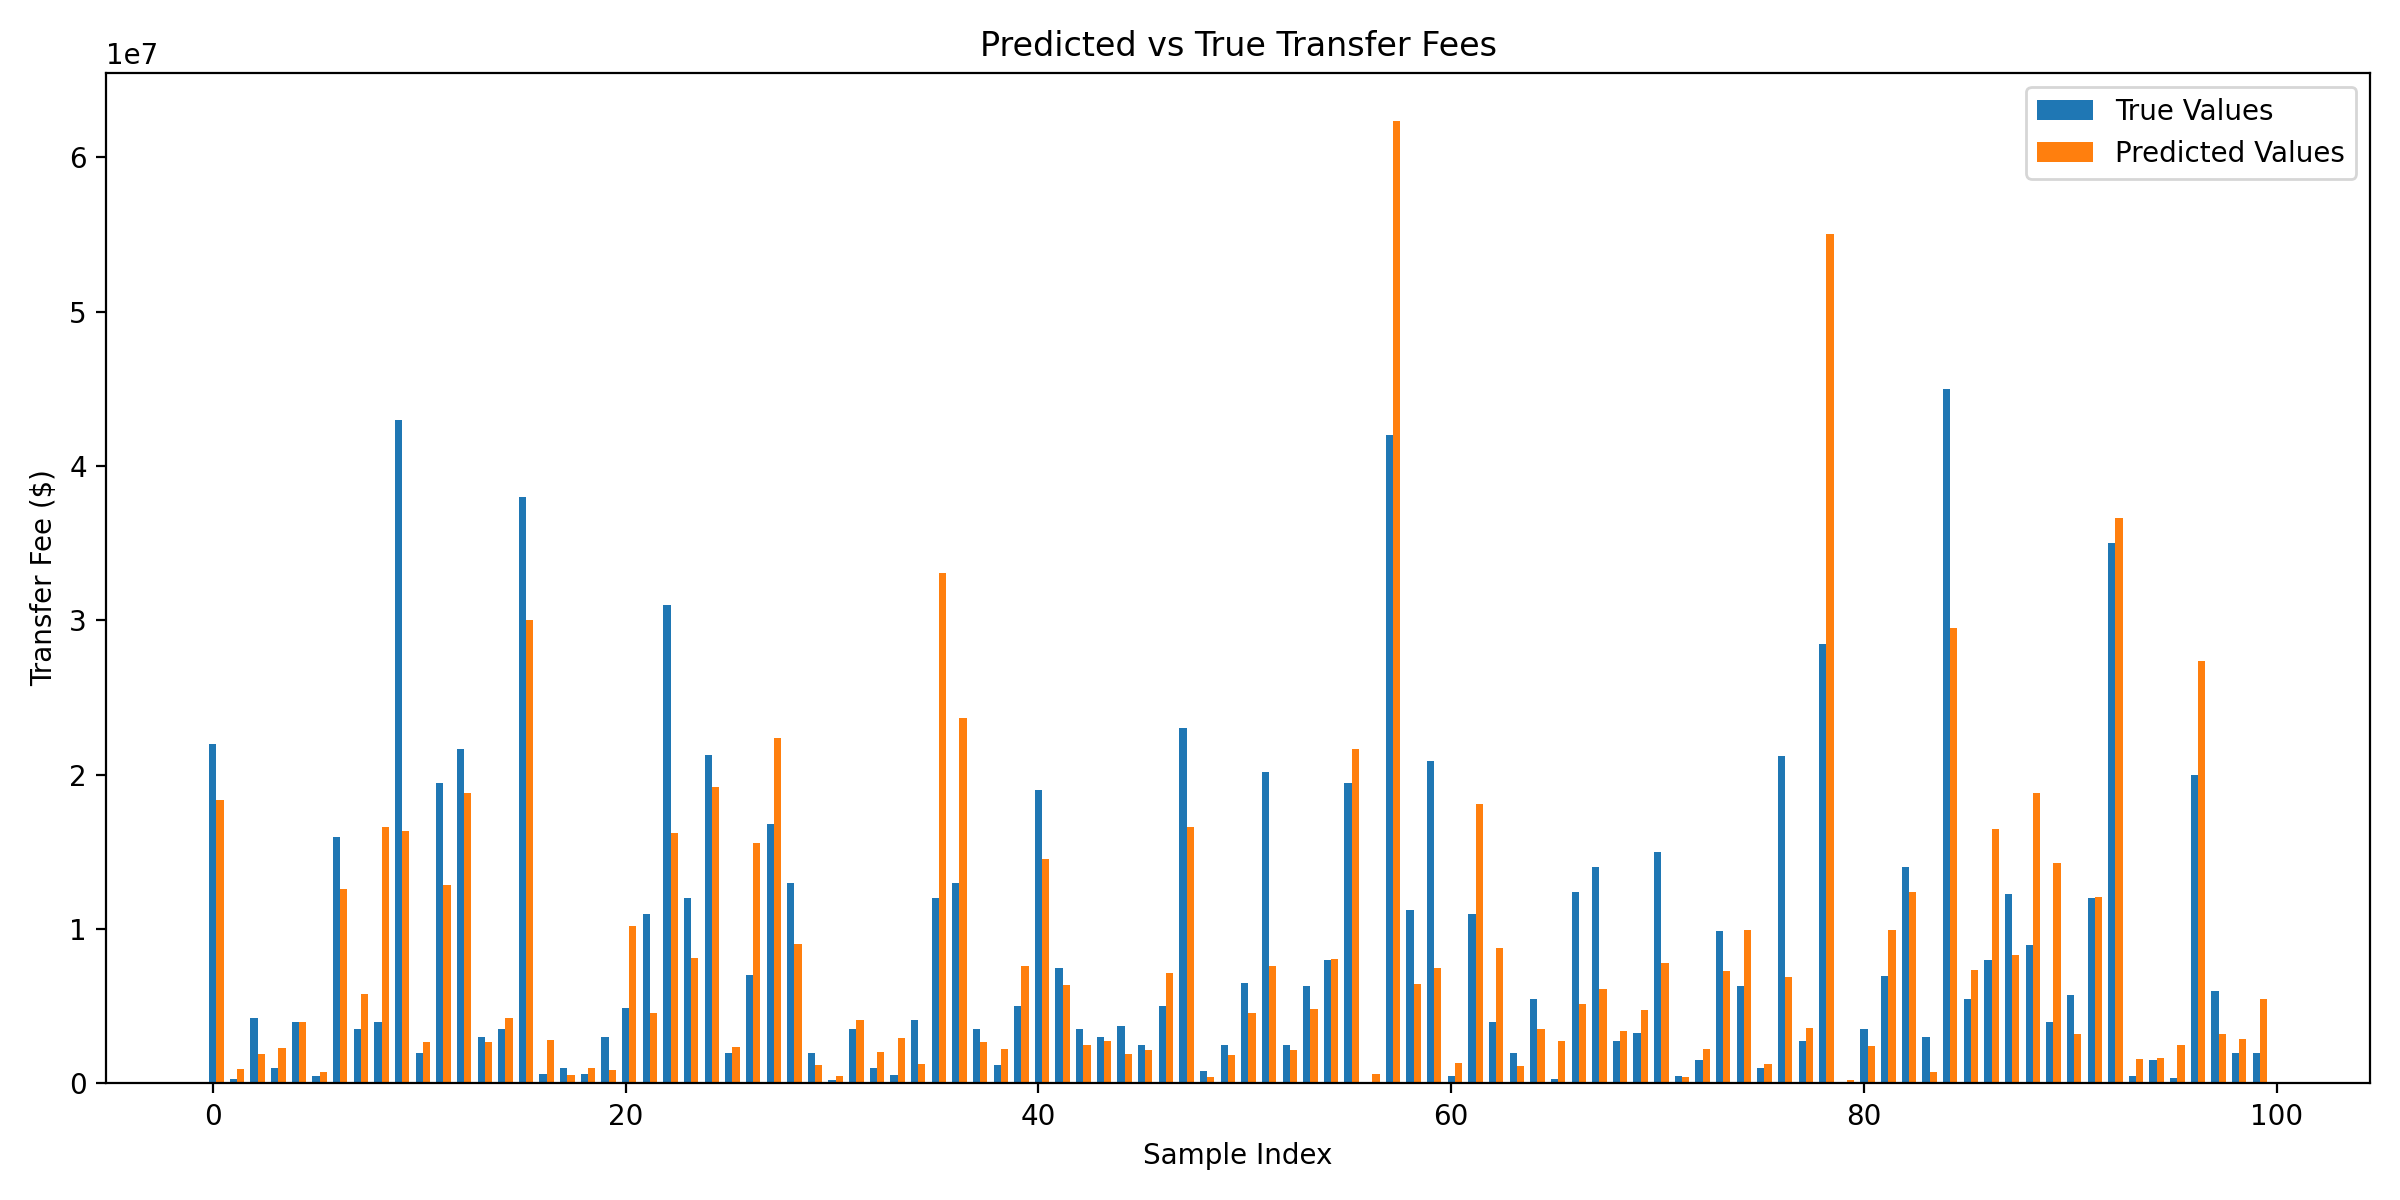 Predicted vs True Transfer Fees
1e7
True Values
Predicted Values
6
5
4
3
2
1
0
Transfer Fee ($)
0 20 40 60 80 100
Sample Index